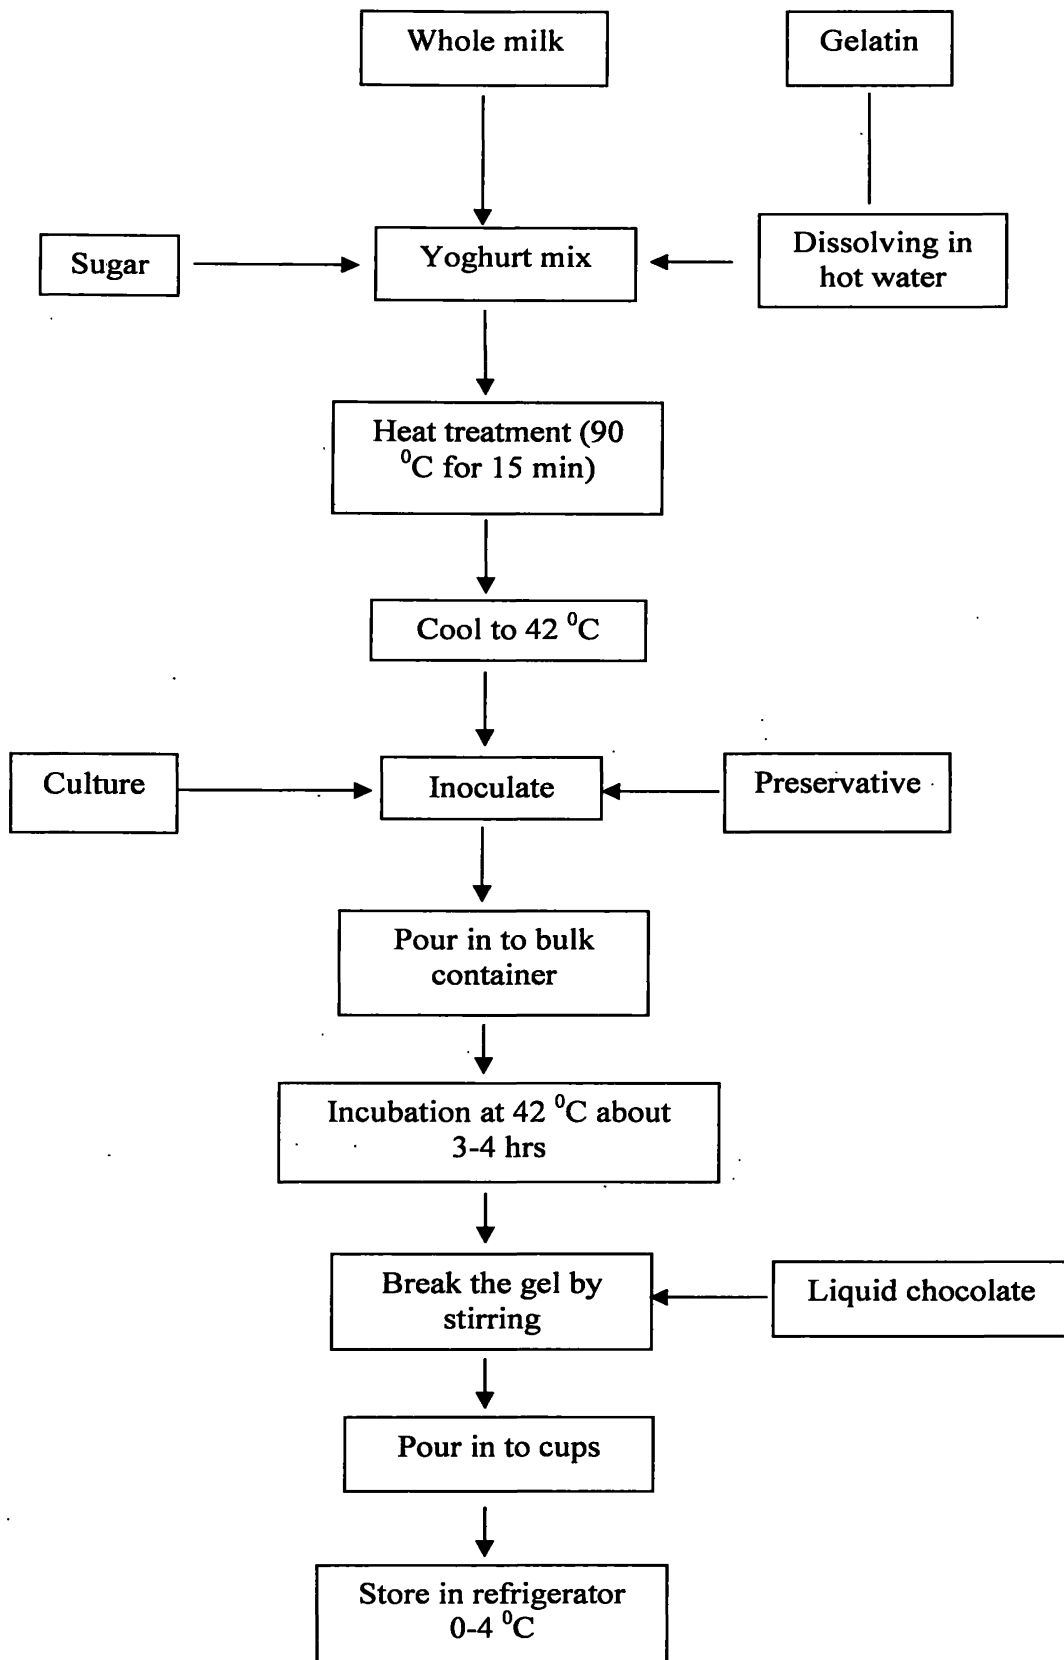 Whole milk
Gelatin
Sugar
Yoghurt mix
Dissolving in
hot water
Heat treatment (90
⁰C for 15 min)
Cool to 42 ⁰C
Culture
Inoculate
Preservative
Pour in to bulk
container
Incubation at 42 ⁰C about
3-4 hrs
Break the gel by
stirring
Liquid chocolate
Pour in to cups
Store in refrigerator
0-4 ⁰C